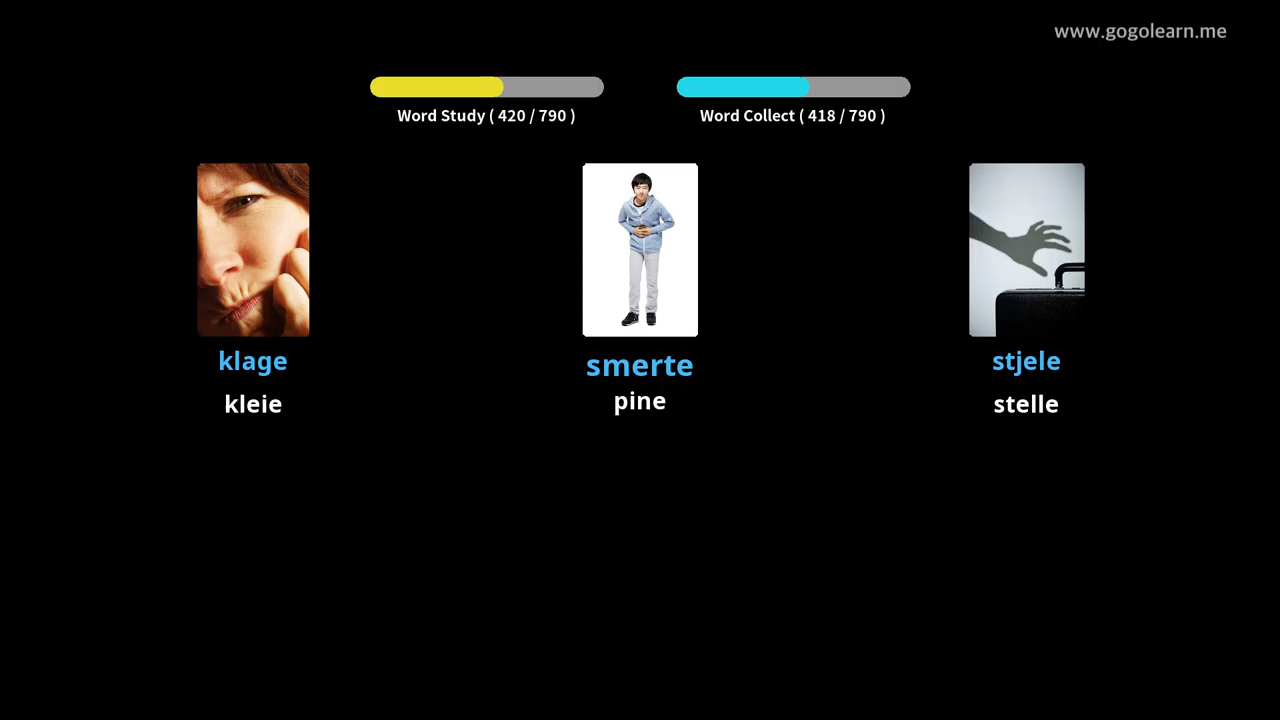 www.gogolearn.me
Word Study ( 420 / 790 )
Word Collect ( 418 / 790 )
klage
smerte
stjele
kleie
pine
stelle